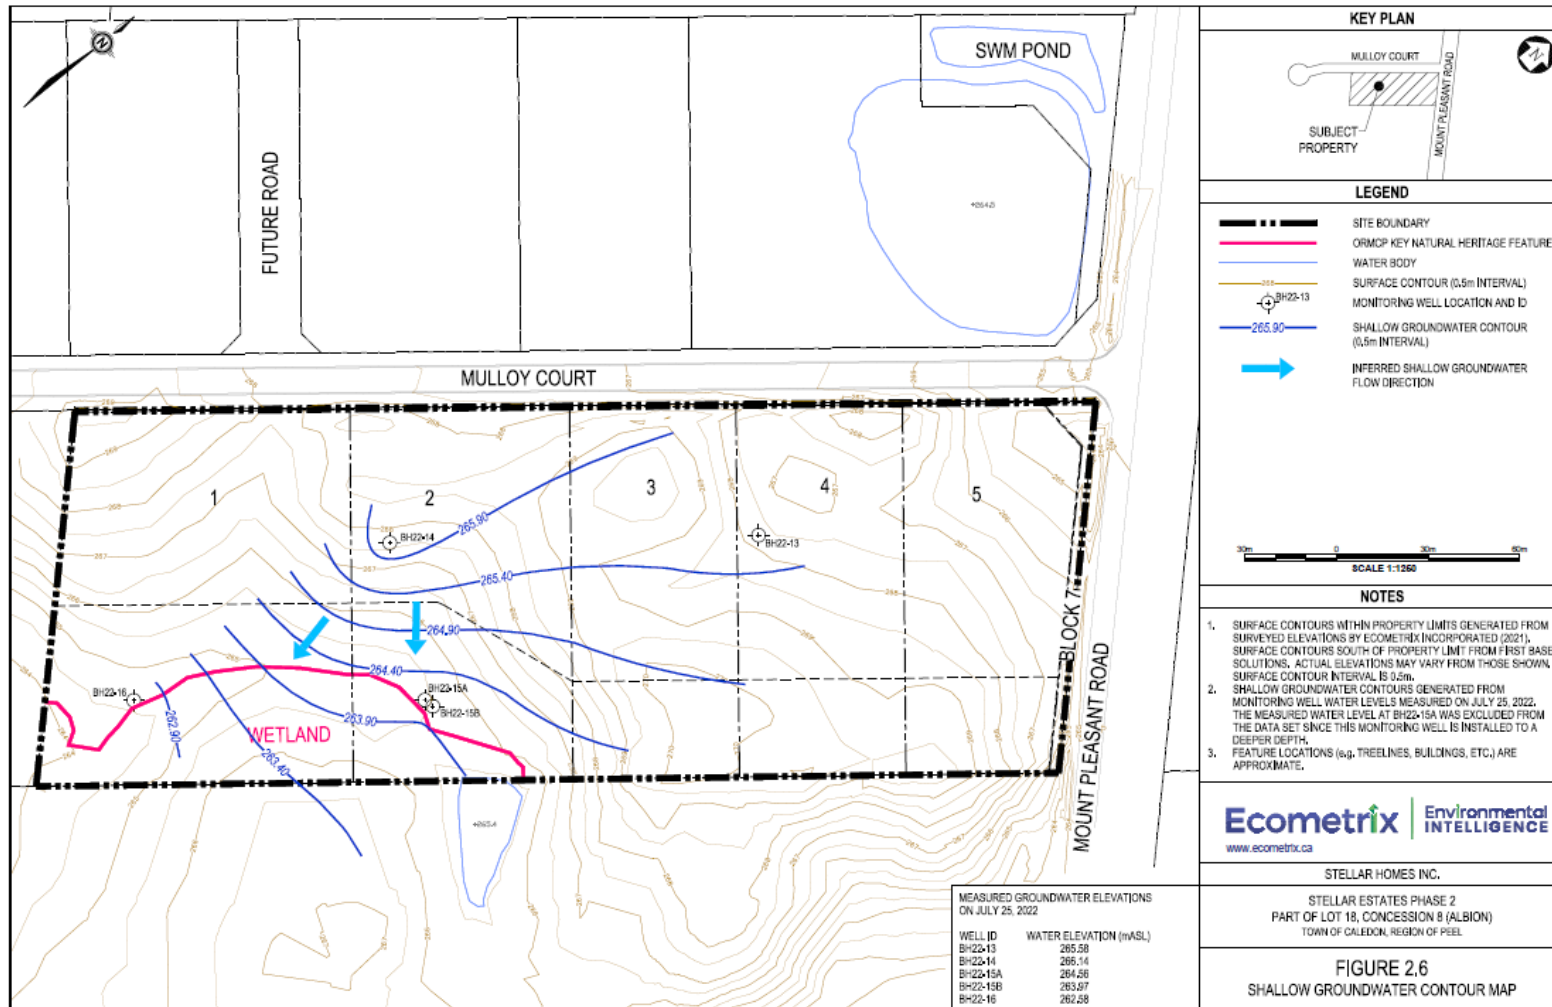 SWM POND
+264.8
FUTURE ROAD
MULLOY COURT
1
2
3
4
5
265.90
BH22-14
BH22-13
265.40
264.90
264.40
BH22-16
BH22-15A
BH22-15B
262.90
263.90
WETLAND
263.40
BLOCK 7
MOUNT PLEASANT ROAD
MEASURED GROUNDWATER ELEVATIONS
ON JULY 25, 2022
WELL ID WATER ELEVATION (mASL)
BH22-13 265.58
BH22-14 266.14
BH22-15A 264.56
BH22-15B 263.97
BH22-16 262.58
KEY PLAN
N
MULLOY COURT
MOUNT PLEASANT ROAD
SUBJECT
PROPERTY
LEGEND
SITE BOUNDARY
ORMCP KEY NATURAL HERITAGE FEATURE
WATER BODY
SURFACE CONTOUR (0.5m INTERVAL)
BH22-13
MONITORING WELL LOCATION AND ID
265.90
SHALLOW GROUNDWATER CONTOUR
(0.5m INTERVAL)
INFERRED SHALLOW GROUNDWATER
FLOW DIRECTION
30m 0 30m 60m
SCALE 1:1250
NOTES
1. SURFACE CONTOURS WITHIN PROPERTY LIMITS GENERATED FROM
SURVEYED ELEVATIONS BY ECOMETRIX INCORPORATED (2021).
SURFACE CONTOURS SOUTH OF PROPERTY LIMIT FROM FIRST BASE
SOLUTIONS. ACTUAL ELEVATIONS MAY VARY FROM THOSE SHOWN.
SURFACE CONTOUR INTERVAL IS 0.5m.
2. SHALLOW GROUNDWATER CONTOURS GENERATED FROM
MONITORING WELL WATER LEVELS MEASURED ON JULY 25, 2022.
THE MEASURED WATER LEVEL AT BH22-15A WAS EXCLUDED FROM
THE DATA SET SINCE THIS MONITORING WELL IS INSTALLED TO A
DEEPER DEPTH.
3. FEATURE LOCATIONS (e.g. TREELINES, BUILDINGS, ETC.) ARE
APPROXIMATE.
Ecometrix
Environmental
INTELLIGENCE
www.ecometrix.ca
STELLAR HOMES INC.
STELLAR ESTATES PHASE 2
PART OF LOT 18, CONCESSION 8 (ALBION)
TOWN OF CALEDON, REGION OF PEEL
FIGURE 2.6
SHALLOW GROUNDWATER CONTOUR MAP